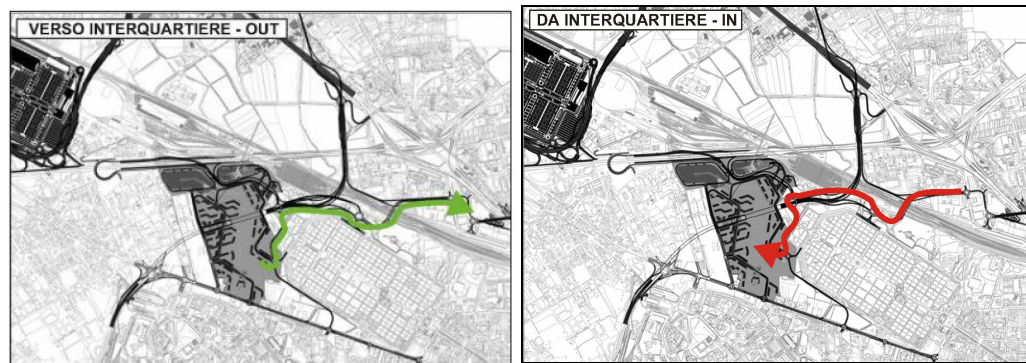 VERSO INTERQUARTIERE - OUT
DA INTERQUARTIERE - IN